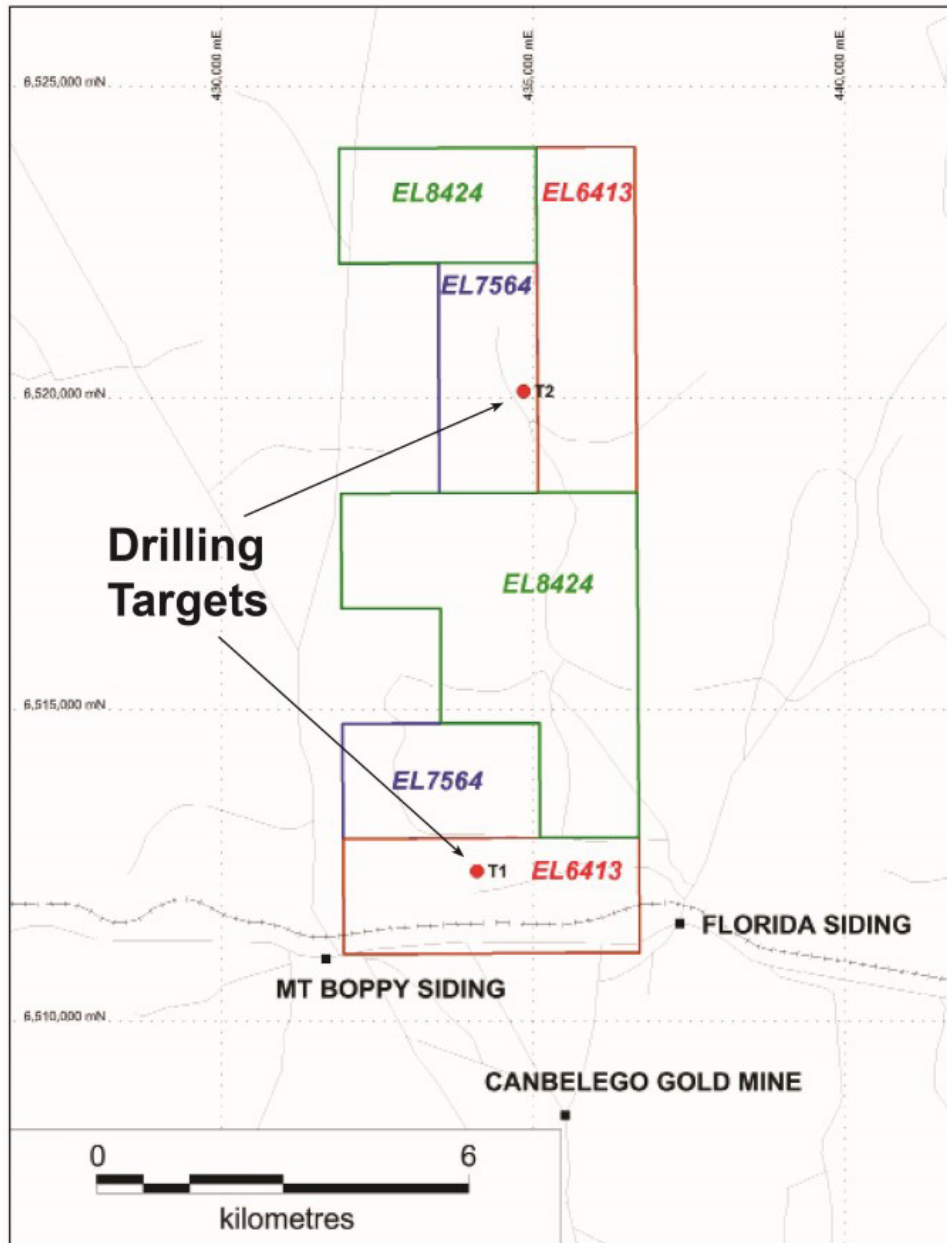 430,000 mE
435,000 mE
440,000 mE
6,525,000 mN
EL8424
EL6413
EL7564
6,520,000 mN
T2
Drilling
Targets
EL8424
6,515,000 mN
EL7564
T1
EL6413
FLORIDA SIDING
MT BOPPY SIDING
6,510,000 mN
CANBELEGO GOLD MINE
0 6
kilometres